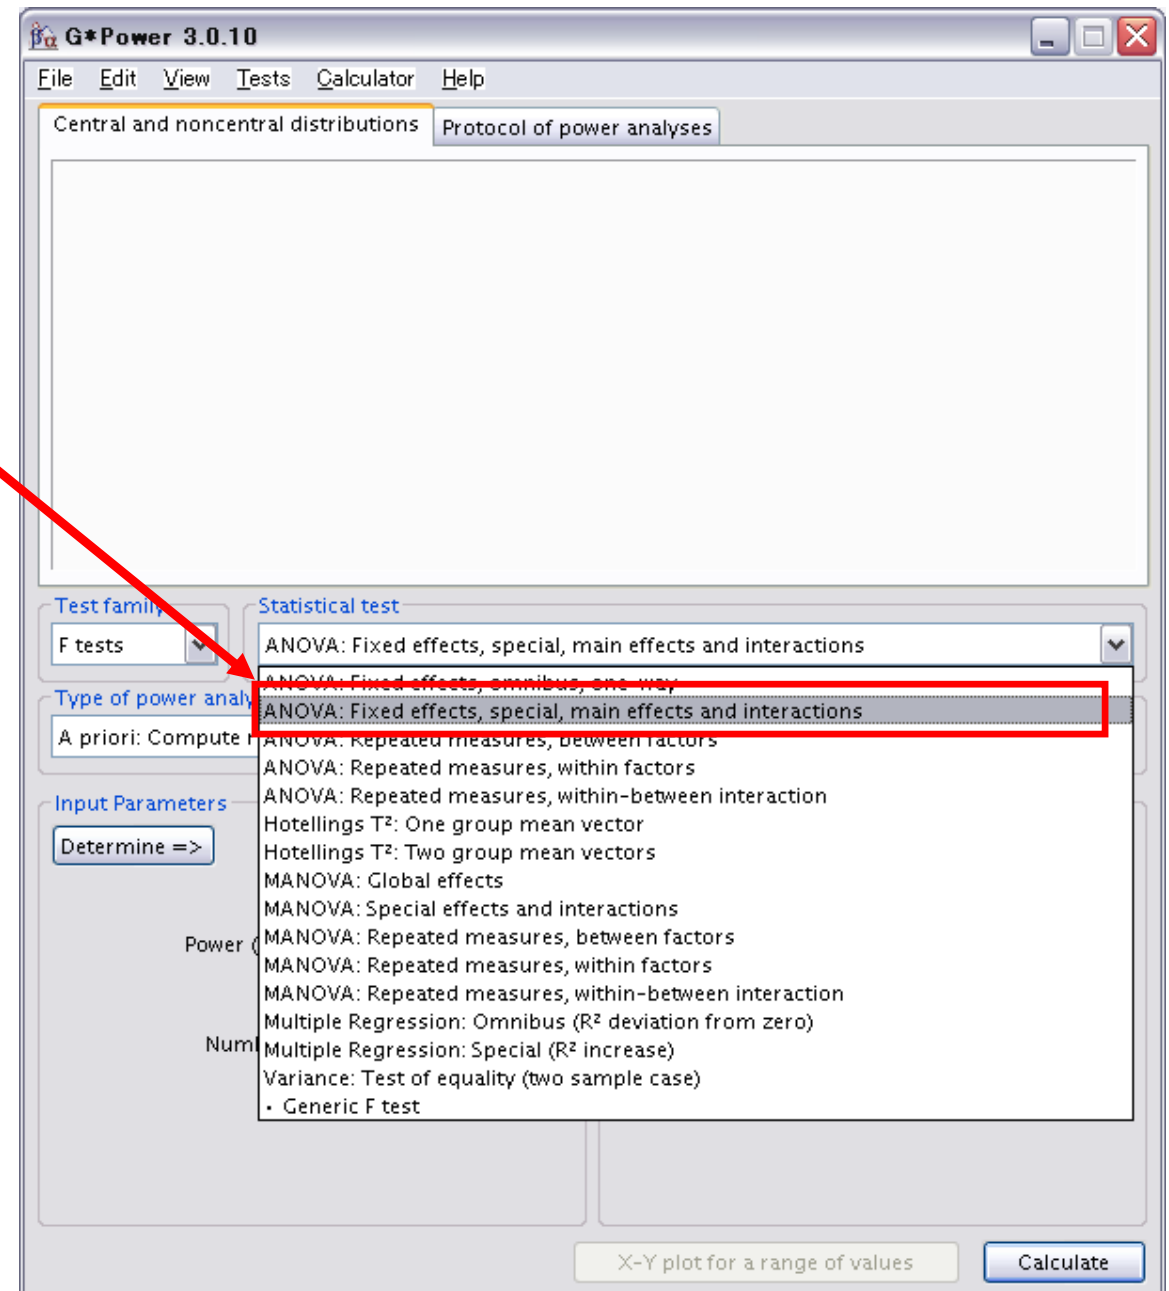 G*Power 3.0.10
File Edit View Tests Calculator Help
Central and noncentral distributions Protocol of power analyses
Test family Statistical test
F tests ANOVA: Fixed effects, special, main effects and interactions
ANOVA: Fixed effects, omnibus, one-way
Type of power analy
ANOVA: Fixed effects, special, main effects and interactions
A priori: Compute r ANOVA: Repeated measures, between factors
ANOVA: Repeated measures, within factors
Input Parameters ANOVA: Repeated measures, within-between interaction
Hotellings T²: One group mean vector
Determine =>
Hotellings T²: Two group mean vectors
MANOVA: Global effects
MANOVA: Special effects and interactions
Power ( MANOVA: Repeated measures, between factors
MANOVA: Repeated measures, within factors
MANOVA: Repeated measures, within-between interaction
Multiple Regression: Omnibus (R² deviation from zero)
Numl Multiple Regression: Special (R² increase)
Variance: Test of equality (two sample case)
• Generic F test
X-Y plot for a range of values Calculate